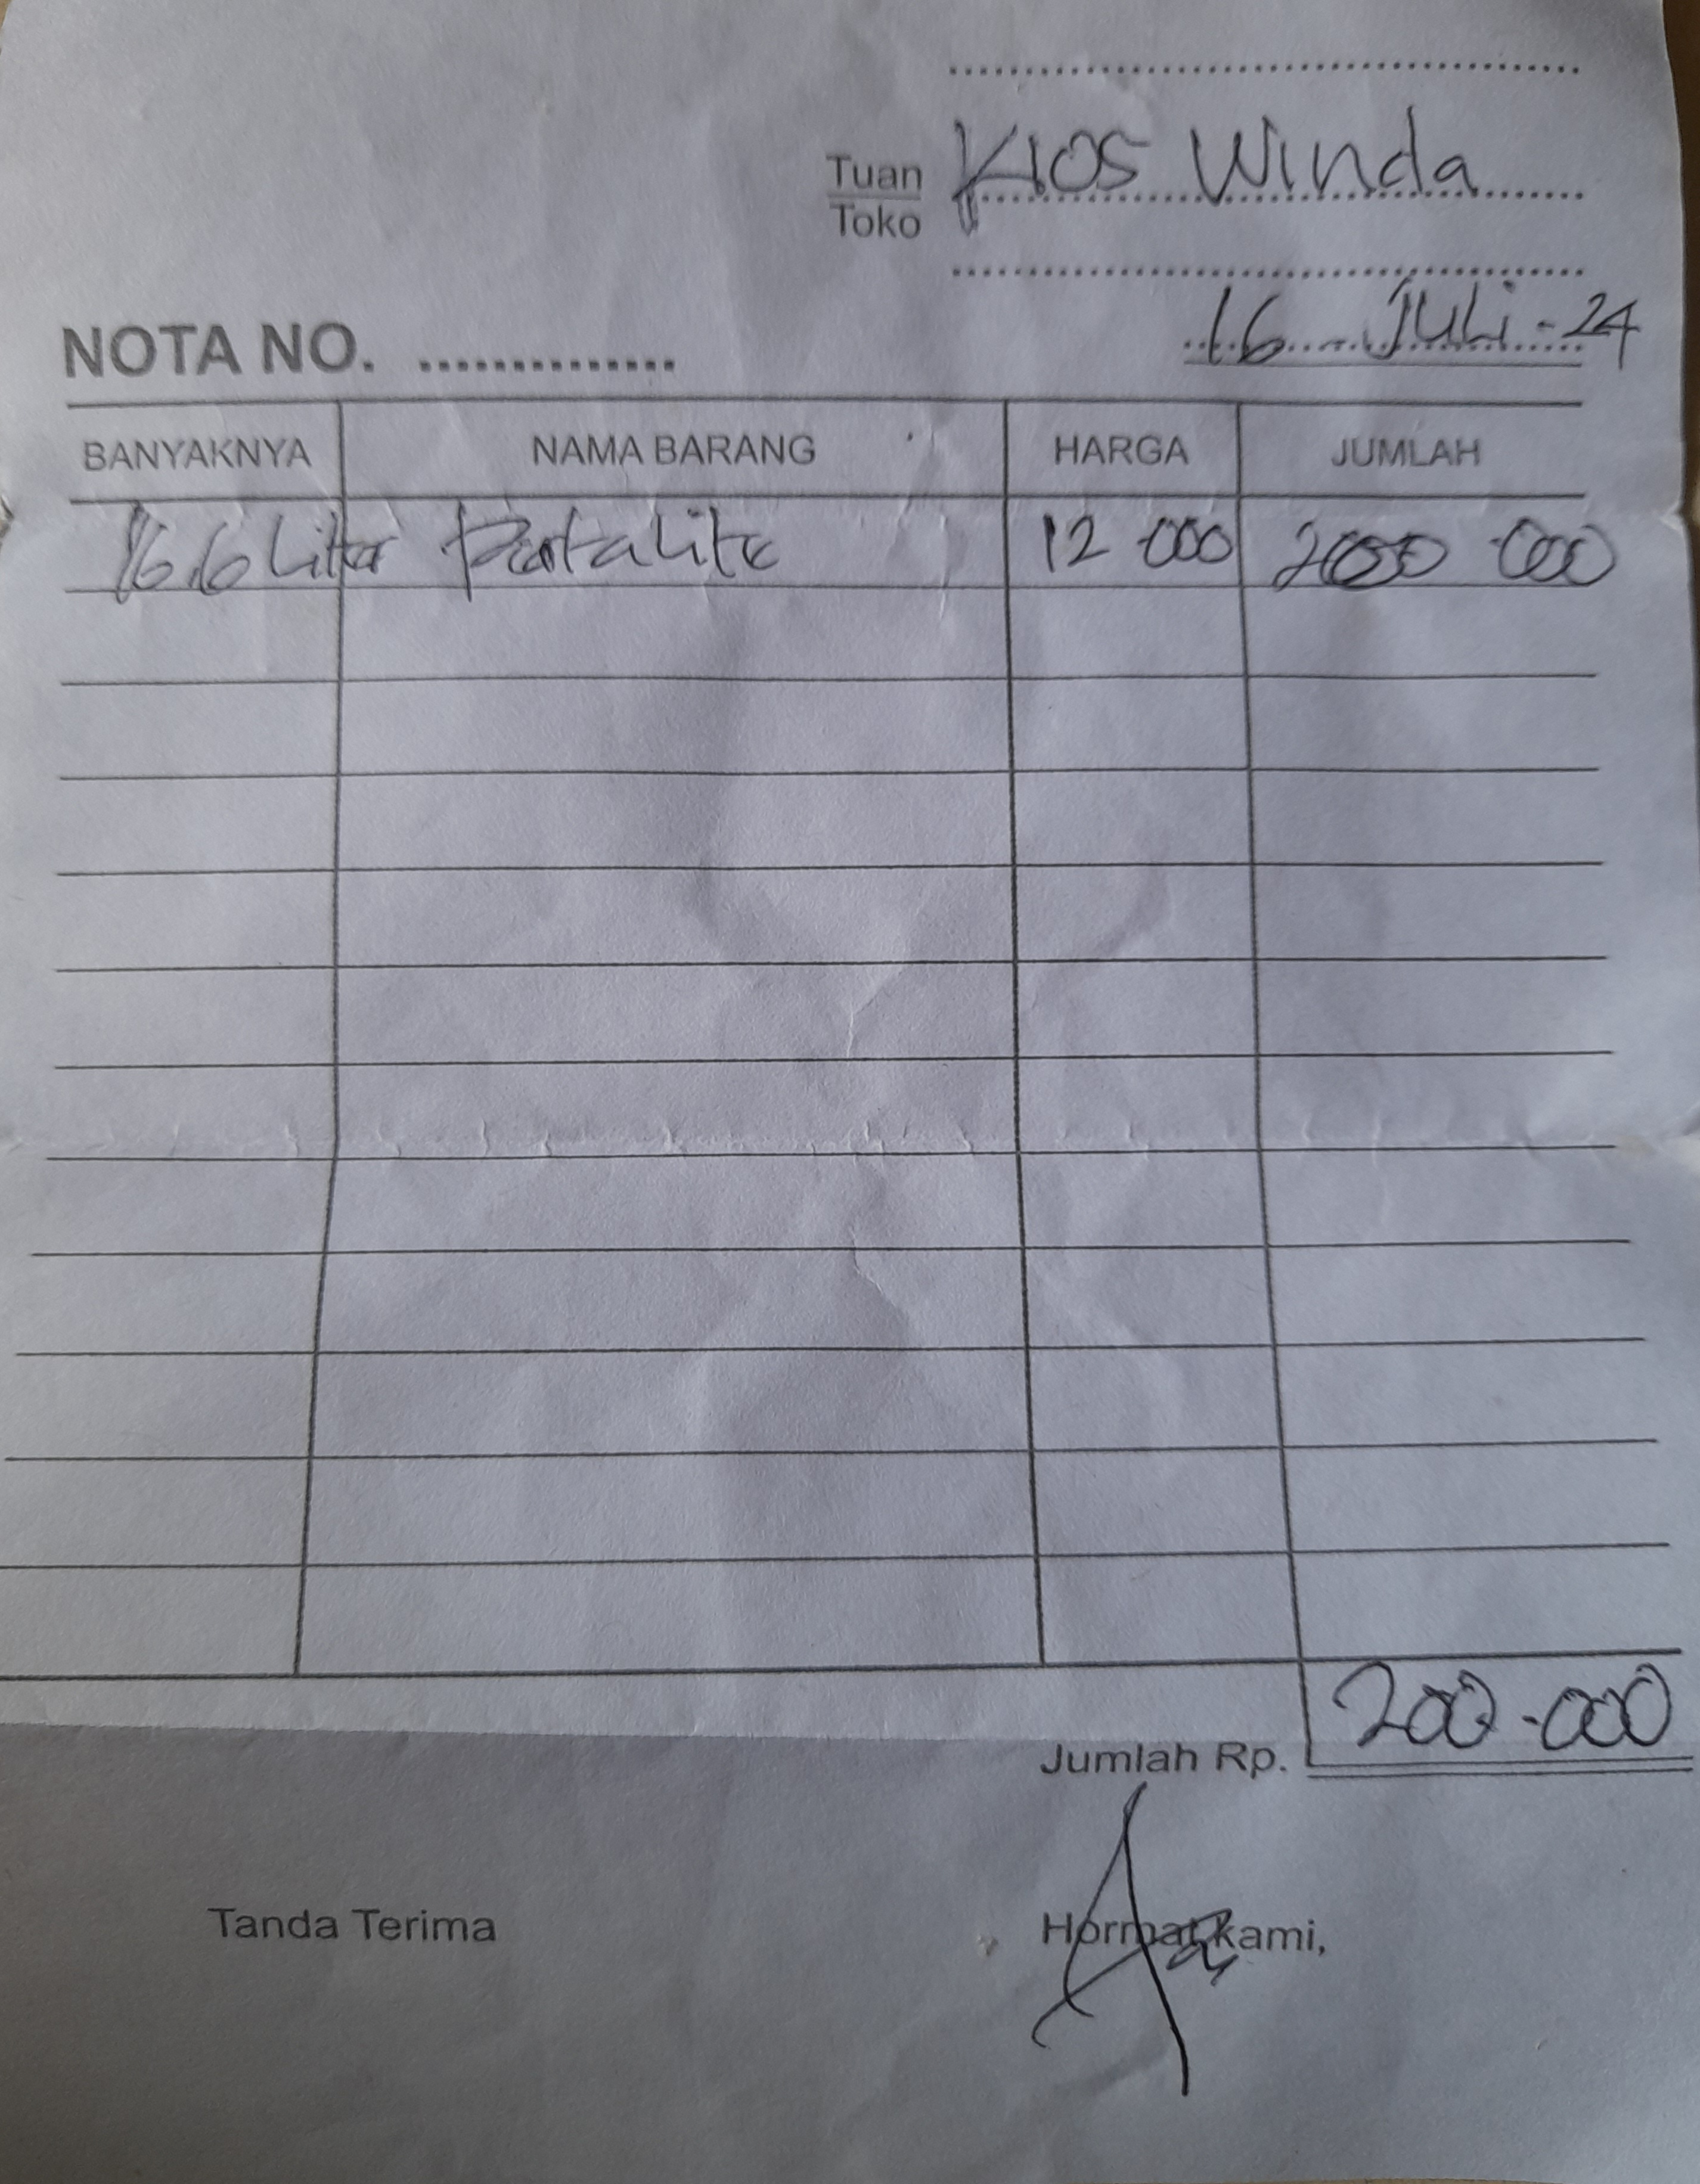 Tuan Kios Winda
Toko
NOTA NO. .............. 16 - Juli - 24
BANYAKNYA NAMA BARANG HARGA JUMLAH
16.6 Liter Pertalite 12.000 200.000
Jumlah Rp. 200.000
Tanda Terima Hormat kami,